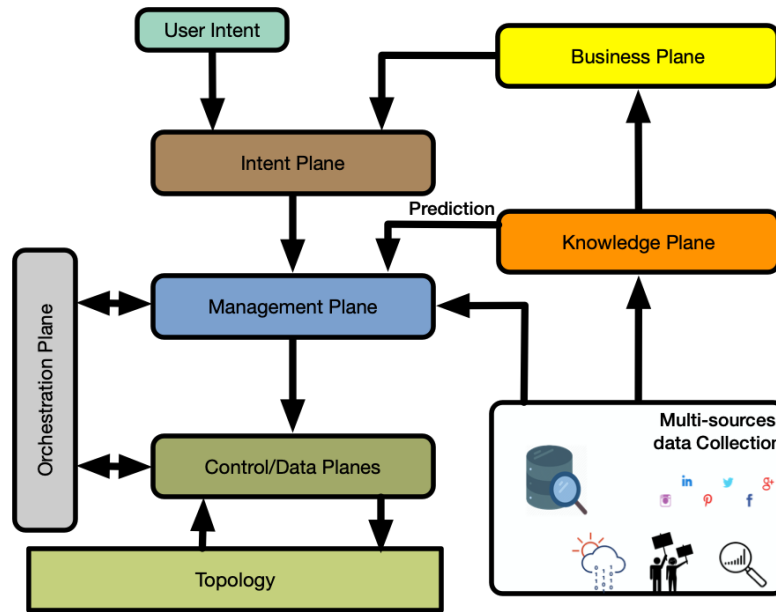 User Intent
Business Plane
Intent Plane
Prediction
Knowledge Plane
Orchestration Plane
Management Plane
Multi-sources
data Collection
Control/Data Planes
in
f
g+
Topology